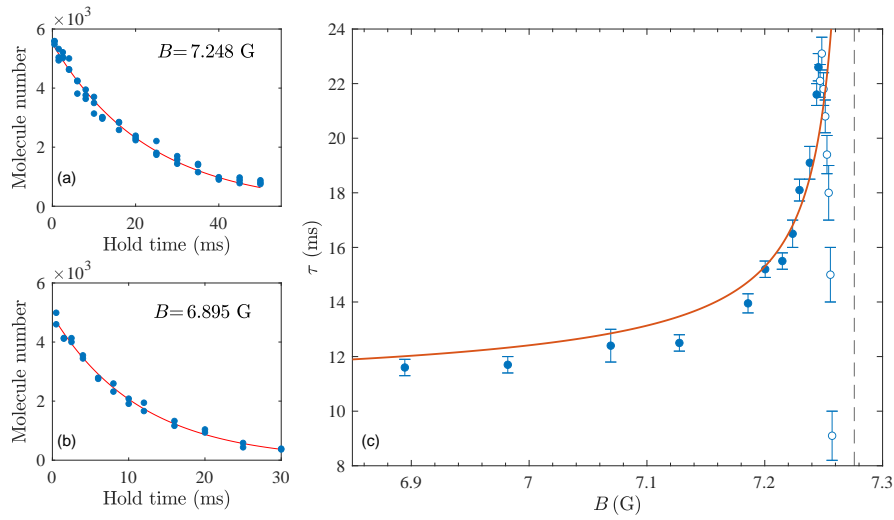 ×10³
6
4
2
0
Molecule number
B=7.248 G
(a)
0
20
40
Hold time (ms)
×10³
6
4
2
0
Molecule number
B=6.895 G
(b)
0
10
20
30
Hold time (ms)
24
22
20
18
16
14
12
10
8
τ (ms)
(c)
6.9
7
7.1
7.2
7.3
B (G)